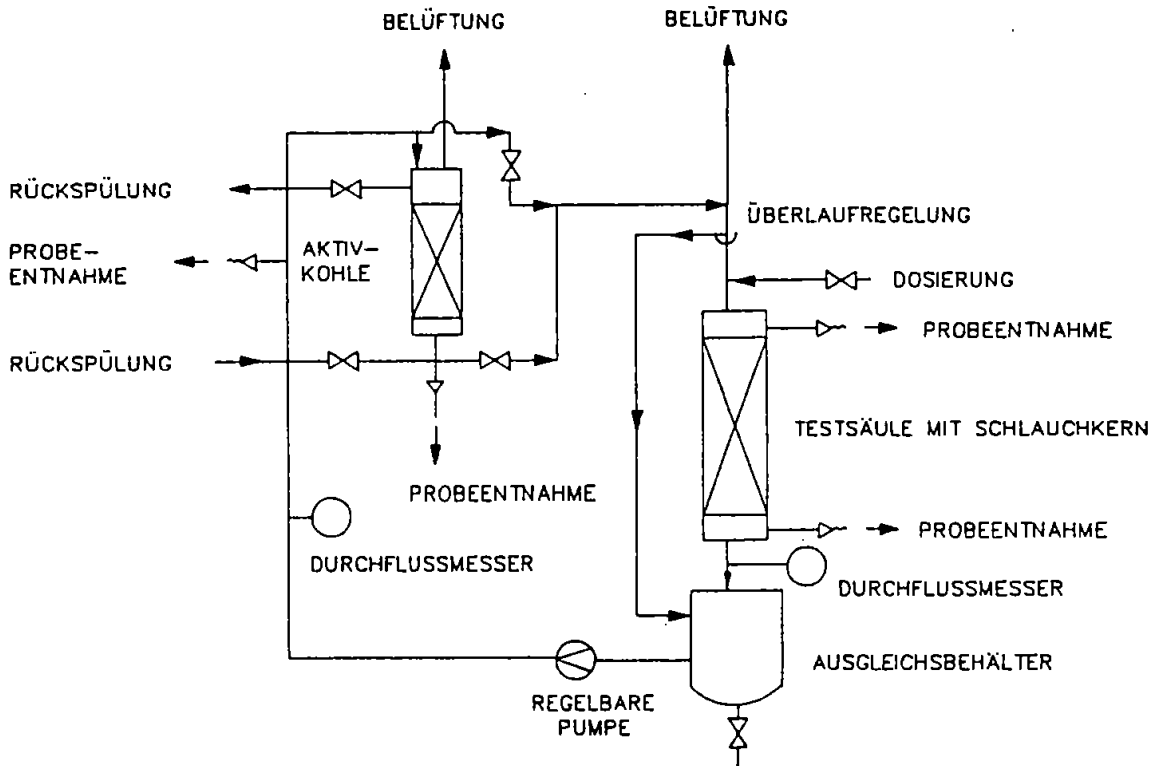 BELÜFTUNG
BELÜFTUNG
RÜCKSPÜLUNG
ÜBERLAUFREGELUNG
PROBE-
ENTNAHME
AKTIV-
KOHLE
DOSIERUNG
PROBEENTNAHME
RÜCKSPÜLUNG
TESTSÄULE MIT SCHLAUCHKERN
PROBEENTNAHME
PROBEENTNAHME
DURCHFLUSSMESSER
DURCHFLUSSMESSER
AUSGLEICHSBEHÄLTER
REGELBARE
PUMPE